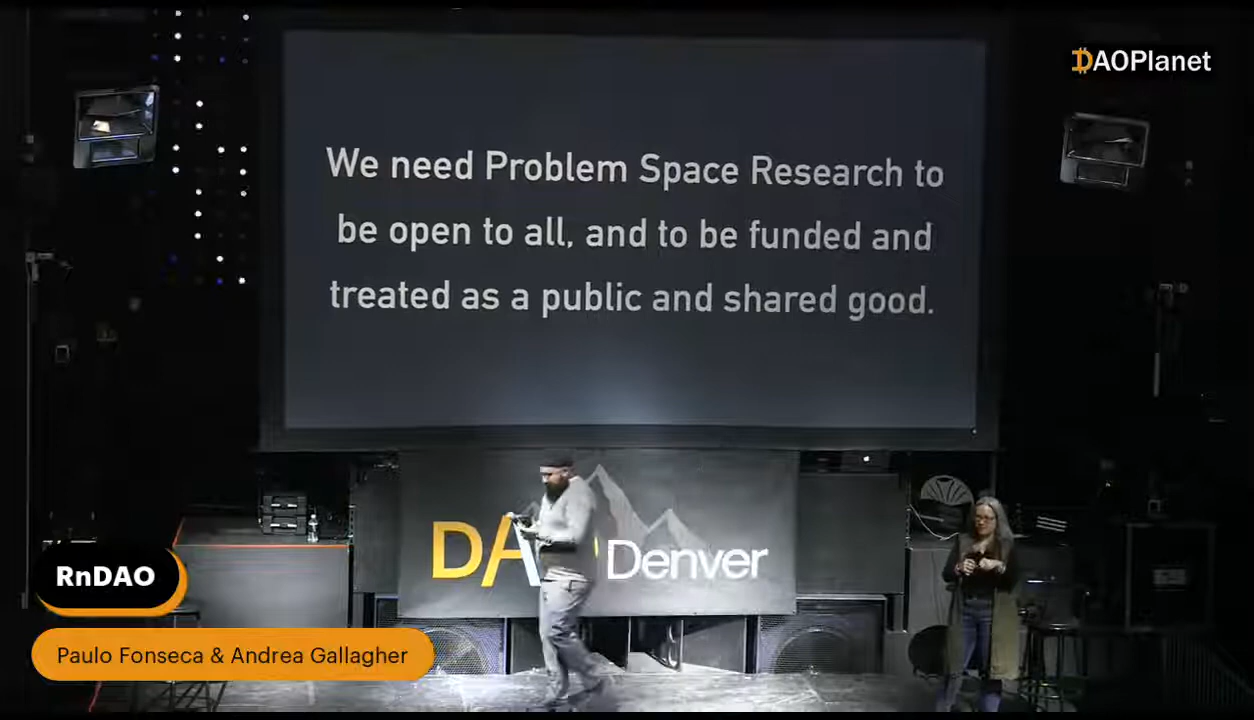 DAOPlanet
We need Problem Space Research to
be open to all, and to be funded and
treated as a public and shared good.
DA Denver
RnDAO
Paulo Fonseca & Andrea Gallagher